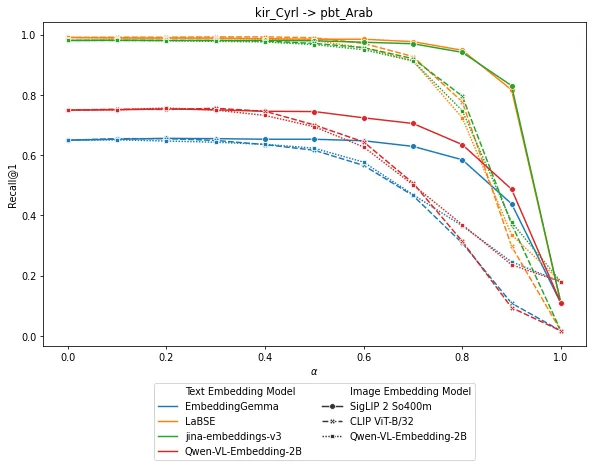 kir_Cyrl -> pbt_Arab
Recall@1
1.0
0.8
0.6
0.4
0.2
0.0
0.0 0.2 0.4 0.6 0.8 1.0
α
Text Embedding Model
EmbeddingGemma
LaBSE
jina-embeddings-v3
Qwen-VL-Embedding-2B
Image Embedding Model
SigLIP 2 So400m
CLIP ViT-B/32
Qwen-VL-Embedding-2B